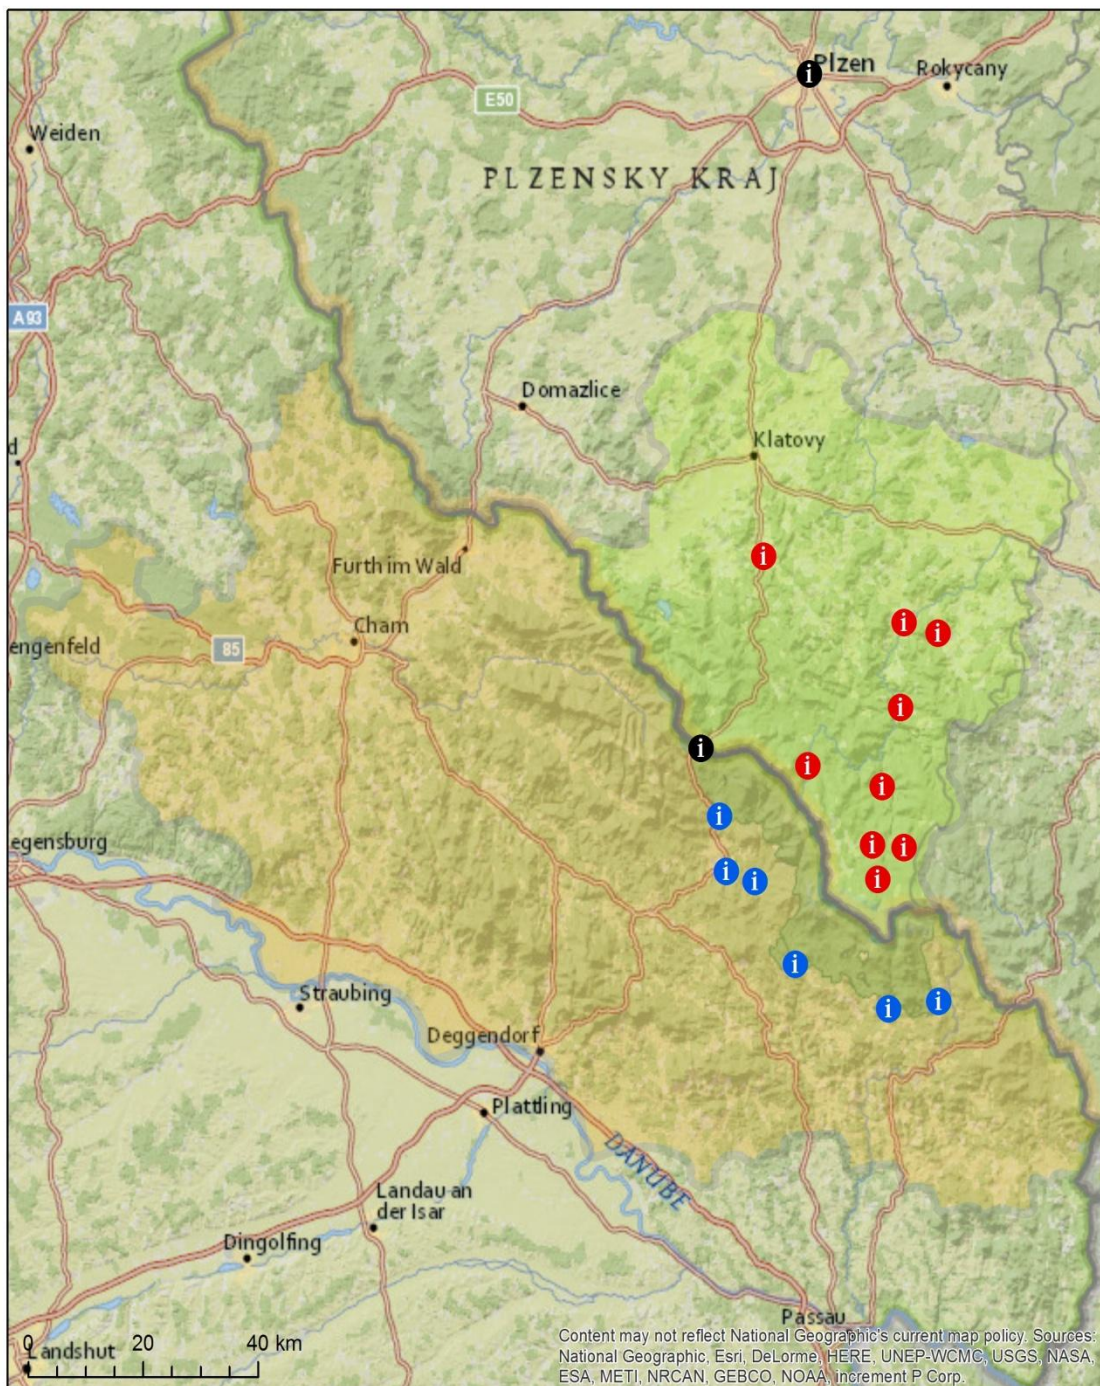 i
Plzen
Rokycany
E50
Weiden
PLZENSKY KRAJ
A93
Domazlice
Klatovy
d
i
Furth im Wald
i
Cham
i
engenfeld
85
i
i
i
i
i
egensburg
i
i
i
i
i
i
i
Straubing
i
i
Deggendorf
Plattling
DANUBE
Landau an
der Isar
Dingolfing
Passau
0 20 40 km
Landshut
Content may not reflect National Geographic's current map policy. Sources:
National Geographic, Esri, DeLorme, HERE, UNEP-WCMC, USGS, NASA,
ESA, METI, NRCAN, GEBCO, NOAA, increment P Corp.